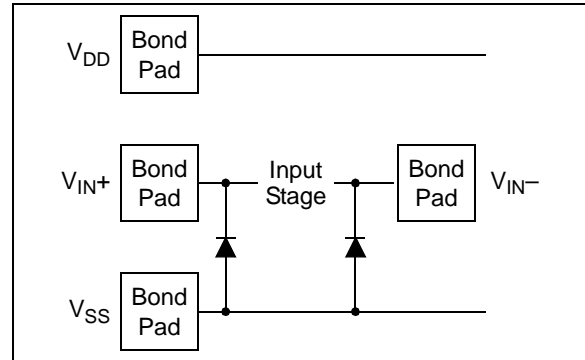 V_DD Bond Pad
V_IN+ Bond Pad Input Stage Bond Pad V_IN–
V_SS Bond Pad